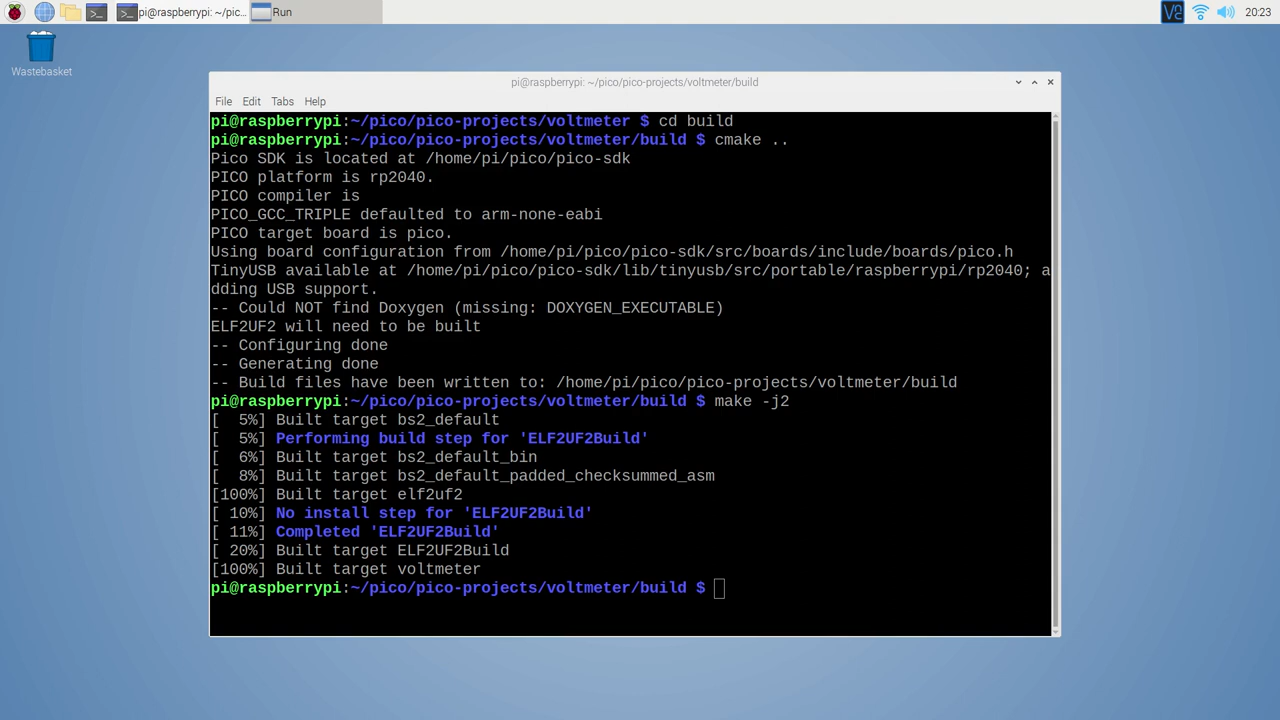 pi@raspberrypi: ~/pic...
Run
20:23
Wastebasket
pi@raspberrypi: ~/pico/pico-projects/voltmeter/build
File Edit Tabs Help
pi@raspberrypi:~/pico/pico-projects/voltmeter $ cd build
pi@raspberrypi:~/pico/pico-projects/voltmeter/build $ cmake ..
Pico SDK is located at /home/pi/pico/pico-sdk
PICO platform is rp2040.
PICO compiler is
PICO_GCC_TRIPLE defaulted to arm-none-eabi
PICO target board is pico.
Using board configuration from /home/pi/pico/pico-sdk/src/boards/include/boards/pico.h
TinyUSB available at /home/pi/pico/pico-sdk/lib/tinyusb/src/portable/raspberrypi/rp2040; a
dding USB support.
-- Could NOT find Doxygen (missing: DOXYGEN_EXECUTABLE)
ELF2UF2 will need to be built
-- Configuring done
-- Generating done
-- Build files have been written to: /home/pi/pico/pico-projects/voltmeter/build
pi@raspberrypi:~/pico/pico-projects/voltmeter/build $ make -j2
[  5%] Built target bs2_default
[  5%] Performing build step for 'ELF2UF2Build'
[  6%] Built target bs2_default_bin
[  8%] Built target bs2_default_padded_checksummed_asm
[100%] Built target elf2uf2
[ 10%] No install step for 'ELF2UF2Build'
[ 11%] Completed 'ELF2UF2Build'
[ 20%] Built target ELF2UF2Build
[100%] Built target voltmeter
pi@raspberrypi:~/pico/pico-projects/voltmeter/build $